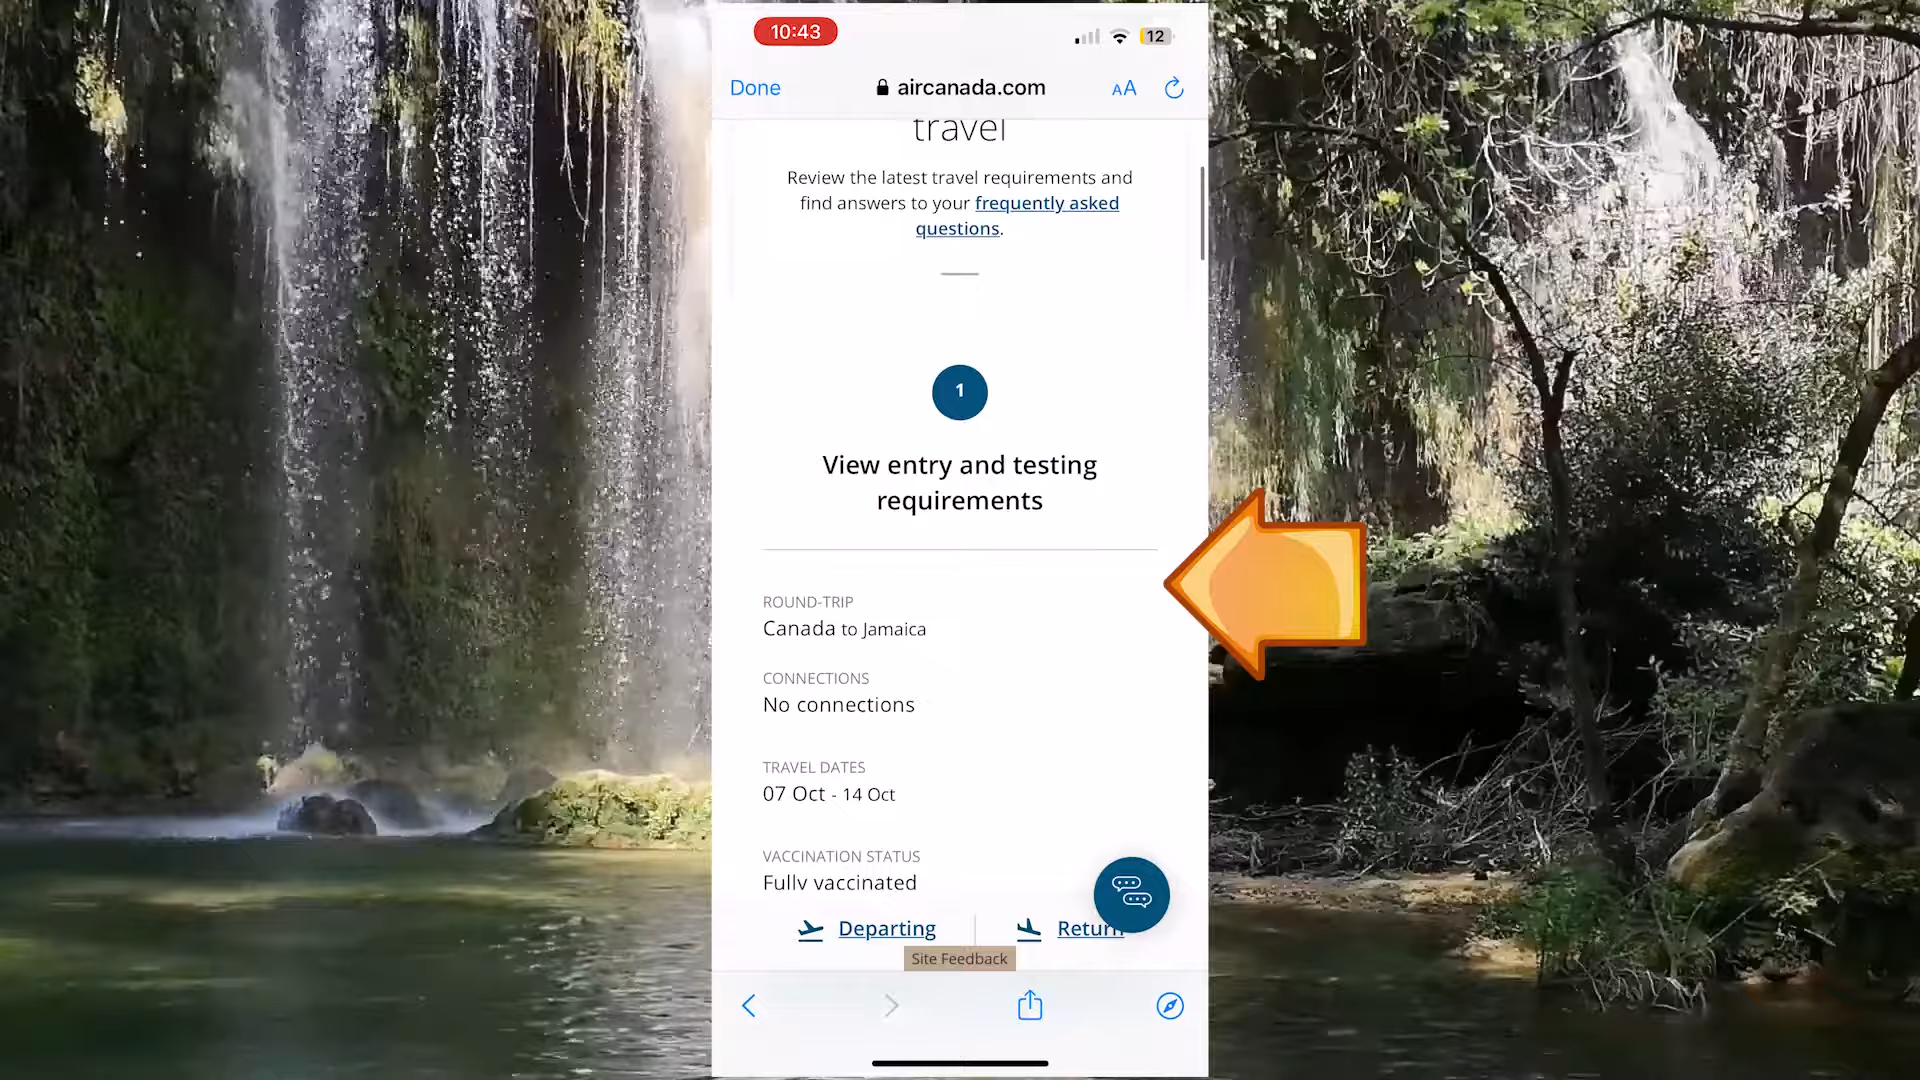 10:43
12
Done
aircanada.com
AA
travel
Review the latest travel requirements and
find answers to your frequently asked
questions.
1
View entry and testing
requirements
ROUND-TRIP
Canada to Jamaica
CONNECTIONS
No connections
TRAVEL DATES
07 Oct - 14 Oct
VACCINATION STATUS
Fully vaccinated
Departing
Return
Site Feedback